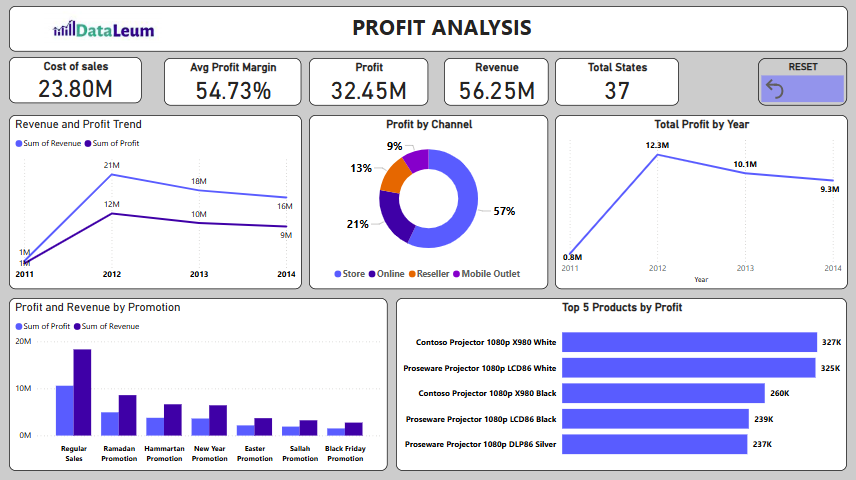 DataLeum
PROFIT ANALYSIS
Cost of sales
23.80M
Avg Profit Margin
54.73%
Profit
32.45M
Revenue
56.25M
Total States
37
RESET
Revenue and Profit Trend
Sum of Revenue Sum of Profit
21M
18M
16M
12M
10M
9M
1M
1M
2011 2012 2013 2014
Profit by Channel
9%
13%
21%
57%
Store Online Reseller Mobile Outlet
Total Profit by Year
12.3M
10.1M
9.3M
0.8M
2011 2012 2013 2014
Year
Profit and Revenue by Promotion
Sum of Profit Sum of Revenue
20M
10M
0M
Regular Sales
Ramadan Promotion
Hammartan Promotion
New Year Promotion
Easter Promotion
Sallah Promotion
Black Friday Promotion
Top 5 Products by Profit
Contoso Projector 1080p X980 White 327K
Proseware Projector 1080p LCD86 White 325K
Contoso Projector 1080p X980 Black 260K
Proseware Projector 1080p LCD86 Black 239K
Proseware Projector 1080p DLP86 Silver 237K